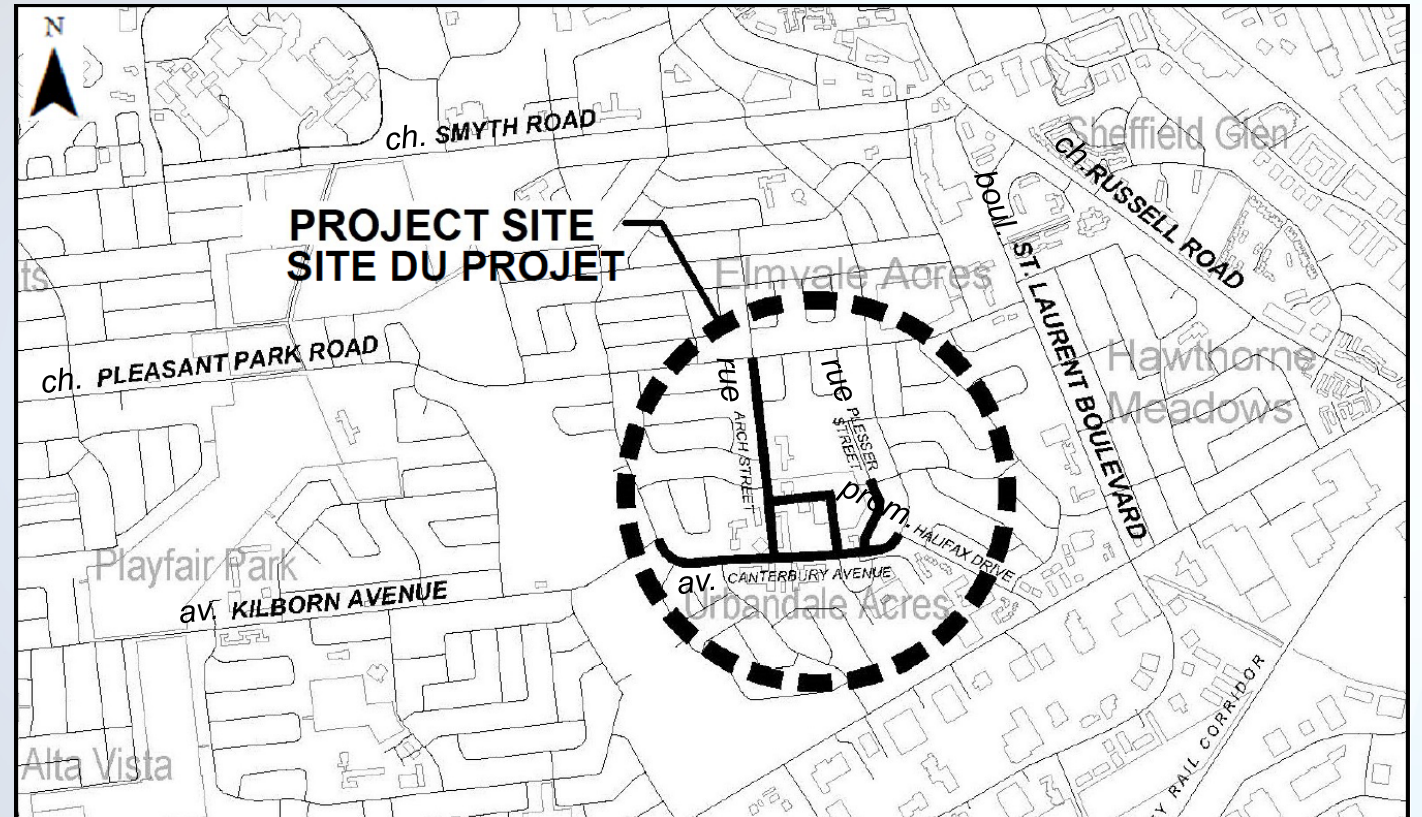 N
ch. SMYTH ROAD
Sheffield Glen
ch. RUSSELL ROAD
boul. ST. LAURENT BOULEVARD
PROJECT SITE
SITE DU PROJET
ts
Elmvale Acres
ch. PLEASANT PARK ROAD
Hawthorne
Meadows
rue ARCH STREET
rue PLESSER
STREET
prom. HALIFAX DRIVE
Playfair Park
av. CANTERBURY AVENUE
av. KILBORN AVENUE
Urbandale Acres
Alta Vista
Y RAIL CORRIDOR